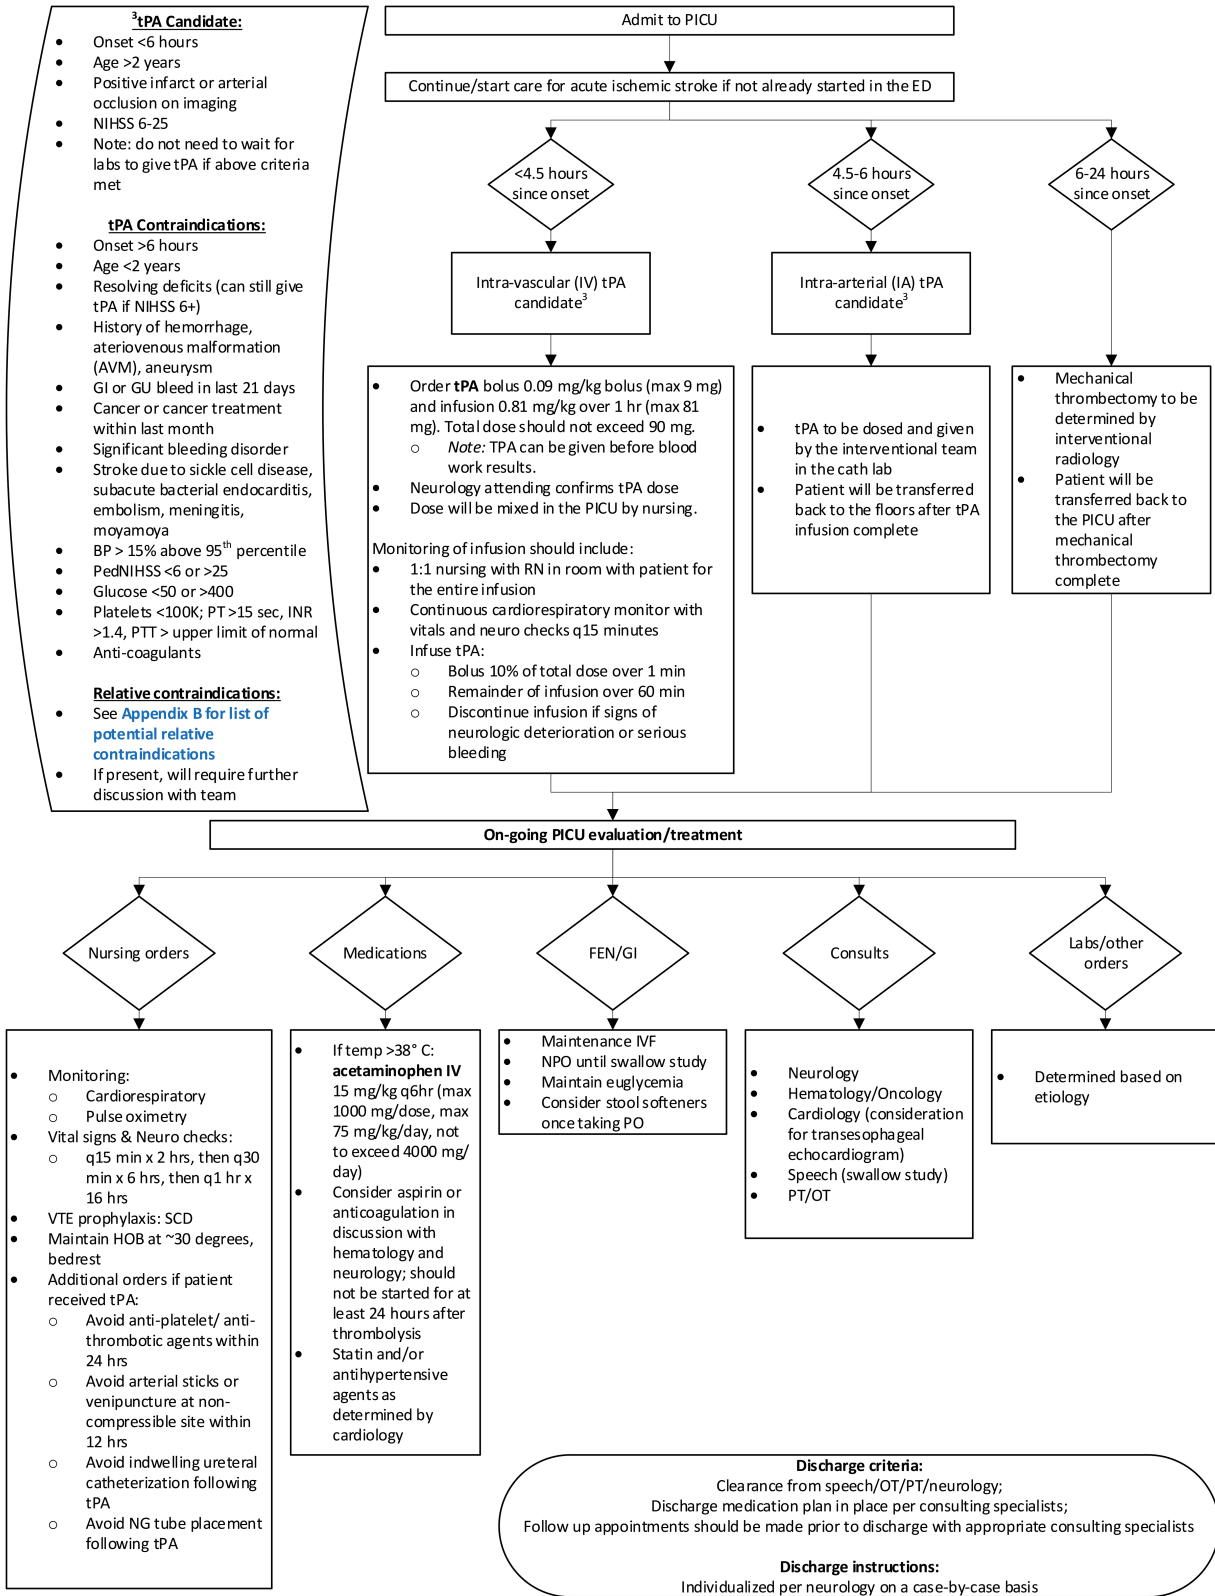 ³tPA Candidate:
• Onset <6 hours
• Age >2 years
• Positive infarct or arterial
occlusion on imaging
• NIHSS 6-25
• Note: do not need to wait for
labs to give tPA if above criteria
met
tPA Contraindications:
• Onset >6 hours
• Age <2 years
• Resolving deficits (can still give
tPA if NIHSS 6+)
• History of hemorrhage,
ateriovenous malformation
(AVM), aneurysm
• GI or GU bleed in last 21 days
• Cancer or cancer treatment
within last month
• Significant bleeding disorder
• Stroke due to sickle cell disease,
subacute bacterial endocarditis,
embolism, meningitis,
moyamoya
• BP > 15% above 95th percentile
• PedNIHSS <6 or >25
• Glucose <50 or >400
• Platelets <100K; PT >15 sec, INR
>1.4, PTT > upper limit of normal
• Anti-coagulants
Relative contraindications:
• See Appendix B for list of
potential relative
contraindications
• If present, will require further
discussion with team
Admit to PICU
Continue/start care for acute ischemic stroke if not already started in the ED
<4.5 hours
since onset
4.5-6 hours
since onset
6-24 hours
since onset
Intra-vascular (IV) tPA
candidate³
Intra-arterial (IA) tPA
candidate³
• Order tPA bolus 0.09 mg/kg bolus (max 9 mg)
and infusion 0.81 mg/kg over 1 hr (max 81
mg). Total dose should not exceed 90 mg.
o Note: TPA can be given before blood
work results.
• Neurology attending confirms tPA dose
• Dose will be mixed in the PICU by nursing.
Monitoring of infusion should include:
• 1:1 nursing with RN in room with patient for
the entire infusion
• Continuous cardiorespiratory monitor with
vitals and neuro checks q15 minutes
• Infuse tPA:
o Bolus 10% of total dose over 1 min
o Remainder of infusion over 60 min
o Discontinue infusion if signs of
neurologic deterioration or serious
bleeding
• tPA to be dosed and given
by the interventional team
in the cath lab
• Patient will be transferred
back to the floors after tPA
infusion complete
• Mechanical
thrombectomy to be
determined by
interventional
radiology
• Patient will be
transferred back to
the PICU after
mechanical
thrombectomy
complete
On-going PICU evaluation/treatment
Nursing orders
Medications
FEN/GI
Consults
Labs/other
orders
• Monitoring:
o Cardiorespiratory
o Pulse oximetry
• Vital signs & Neuro checks:
o q15 min x 2 hrs, then q30
min x 6 hrs, then q1 hr x
16 hrs
• VTE prophylaxis: SCD
• Maintain HOB at ~30 degrees,
bedrest
• Additional orders if patient
received tPA:
o Avoid anti-platelet/ anti-
thrombotic agents within
24 hrs
o Avoid arterial sticks or
venipuncture at non-
compressible site within
12 hrs
o Avoid indwelling ureteral
catheterization following
tPA
o Avoid NG tube placement
following tPA
• If temp >38° C:
acetaminophen IV
15 mg/kg q6hr (max
1000 mg/dose, max
75 mg/kg/day, not
to exceed 4000 mg/
day)
• Consider aspirin or
anticoagulation in
discussion with
hematology and
neurology; should
not be started for at
least 24 hours after
thrombolysis
• Statin and/or
antihypertensive
agents as
determined by
cardiology
• Maintenance IVF
• NPO until swallow study
• Maintain euglycemia
• Consider stool softeners
once taking PO
• Neurology
• Hematology/Oncology
• Cardiology (consideration
for transesophageal
echocardiogram)
• Speech (swallow study)
• PT/OT
• Determined based on
etiology
Discharge criteria:
Clearance from speech/OT/PT/neurology;
Discharge medication plan in place per consulting specialists;
Follow up appointments should be made prior to discharge with appropriate consulting specialists
Discharge instructions:
Individualized per neurology on a case-by-case basis